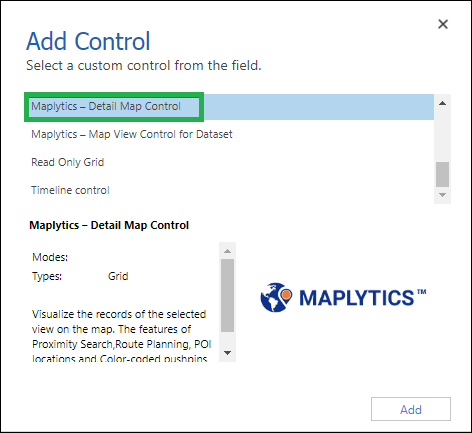 Add Control
Select a custom control from the field.
Maplytics – Detail Map Control
Maplytics – Map View Control for Dataset
Read Only Grid
Timeline control
Maplytics – Detail Map Control
Modes:
Types: Grid
Visualize the records of the selected
view on the map. The features of
Proximity Search,Route Planning, POI
locations and Color-coded pushpins
MAPLYTICS™
Add